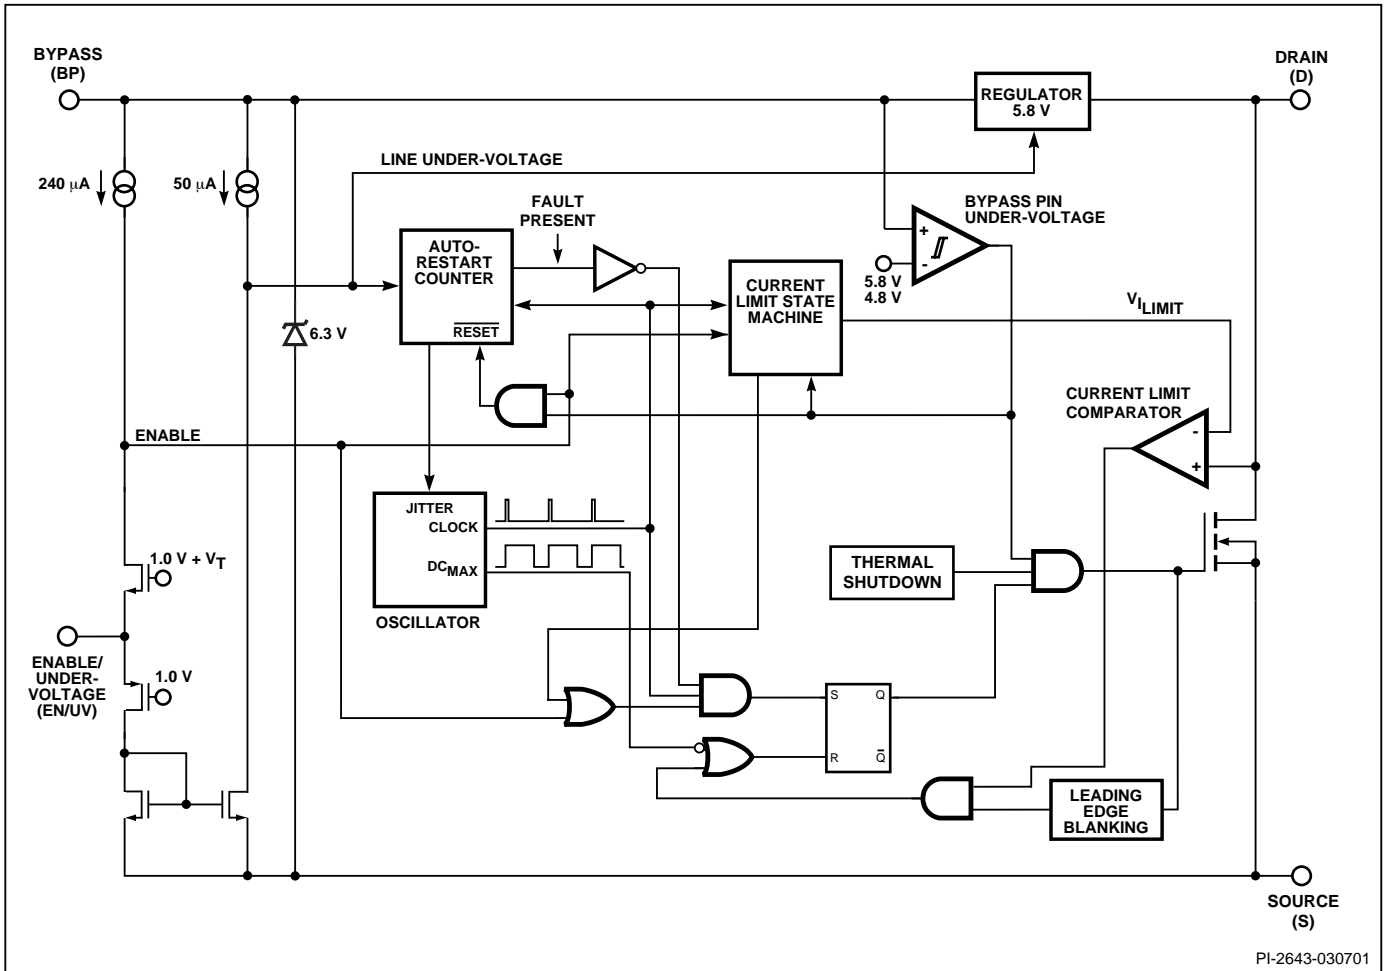 BYPASS
(BP)
DRAIN
(D)
REGULATOR
5.8 V
LINE UNDER-VOLTAGE
240 μA
50 μA
FAULT
PRESENT
BYPASS PIN
UNDER-VOLTAGE
+
-
5.8 V
4.8 V
AUTO-
RESTART
COUNTER
RESET
CURRENT
LIMIT STATE
MACHINE
VILIMIT
6.3 V
CURRENT LIMIT
COMPARATOR
-
+
ENABLE
JITTER
CLOCK
DCMAX
OSCILLATOR
1.0 V + VT
THERMAL
SHUTDOWN
ENABLE/
UNDER-
VOLTAGE
(EN/UV)
1.0 V
S Q
R Q̅
LEADING
EDGE
BLANKING
SOURCE
(S)
PI-2643-030701